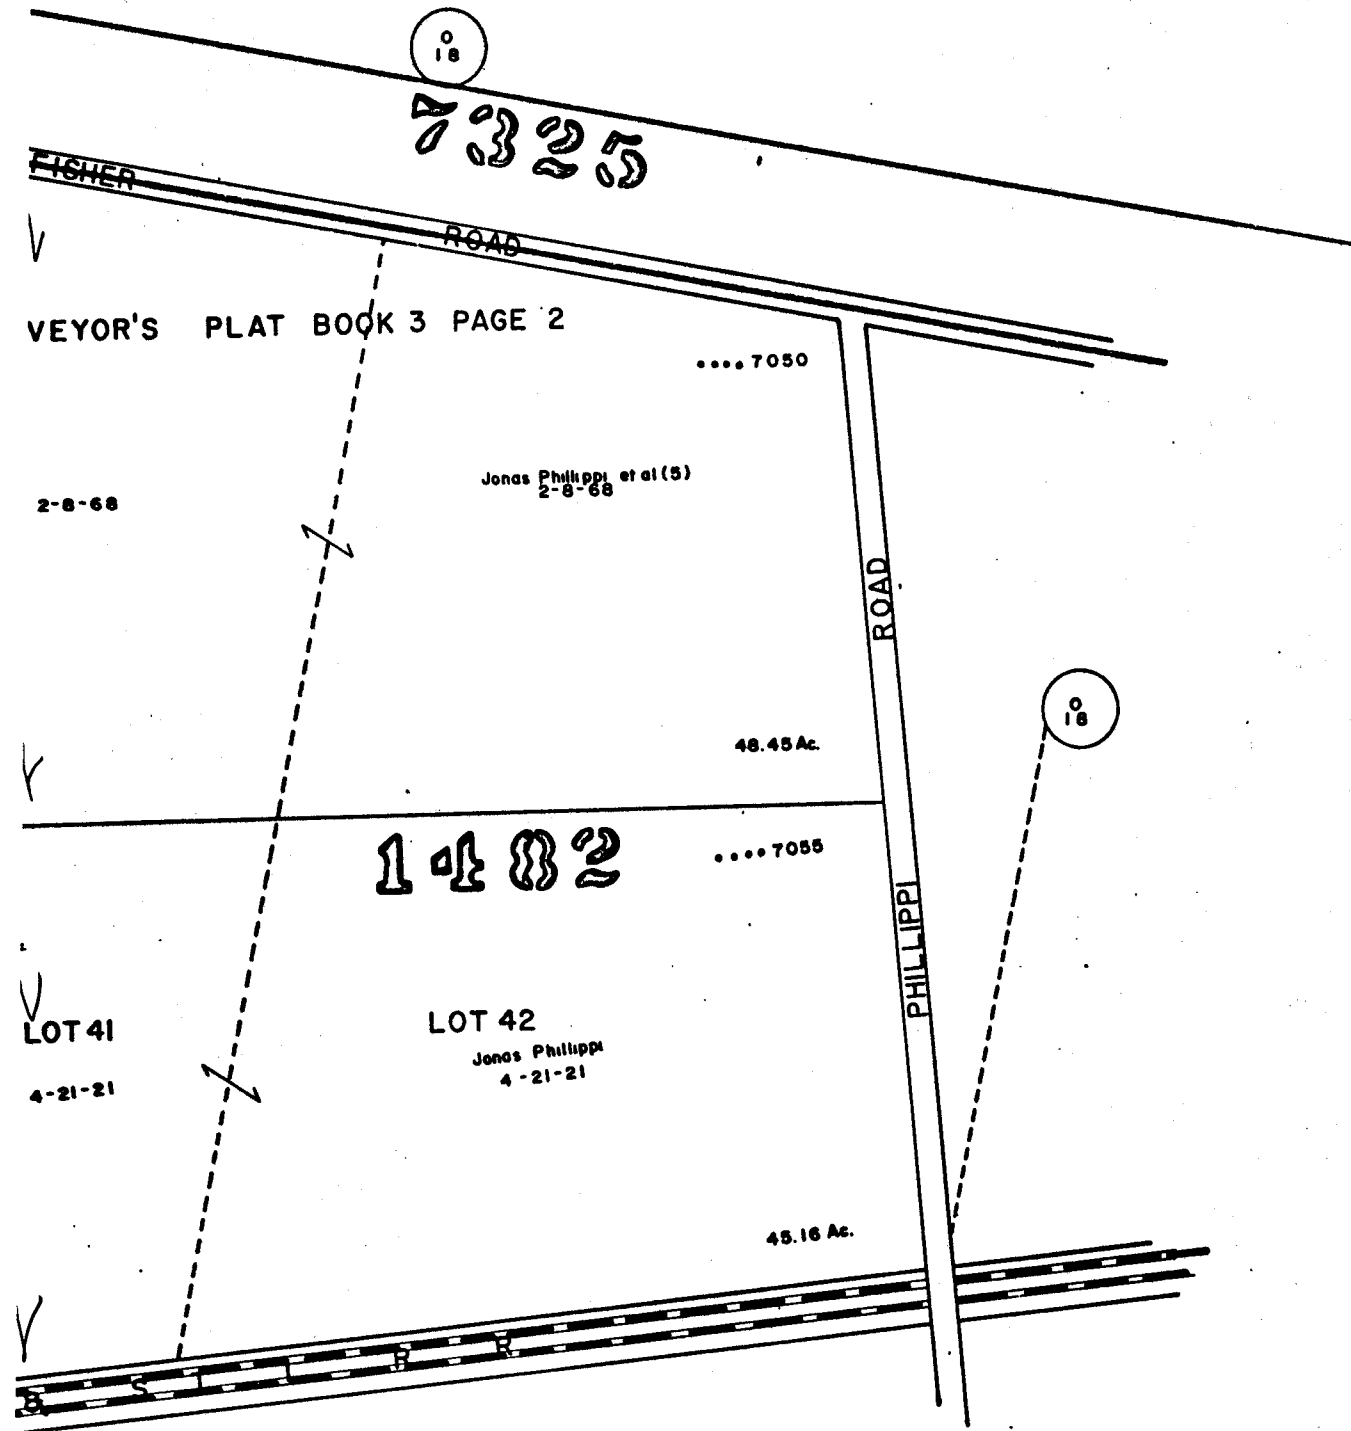 0
18
7325
FISHER ROAD
VEYOR'S PLAT BOOK 3 PAGE 2
.... 7050
Jonas Phillippi et al (5)
2-8-68
2-8-68
ROAD
0
18
48.45 Ac.
1402
.... 7055
PHILLIPPI
LOT 41
LOT 42
Jonas Phillippi
4-21-21
4-21-21
45.16 Ac.
R R
& S L